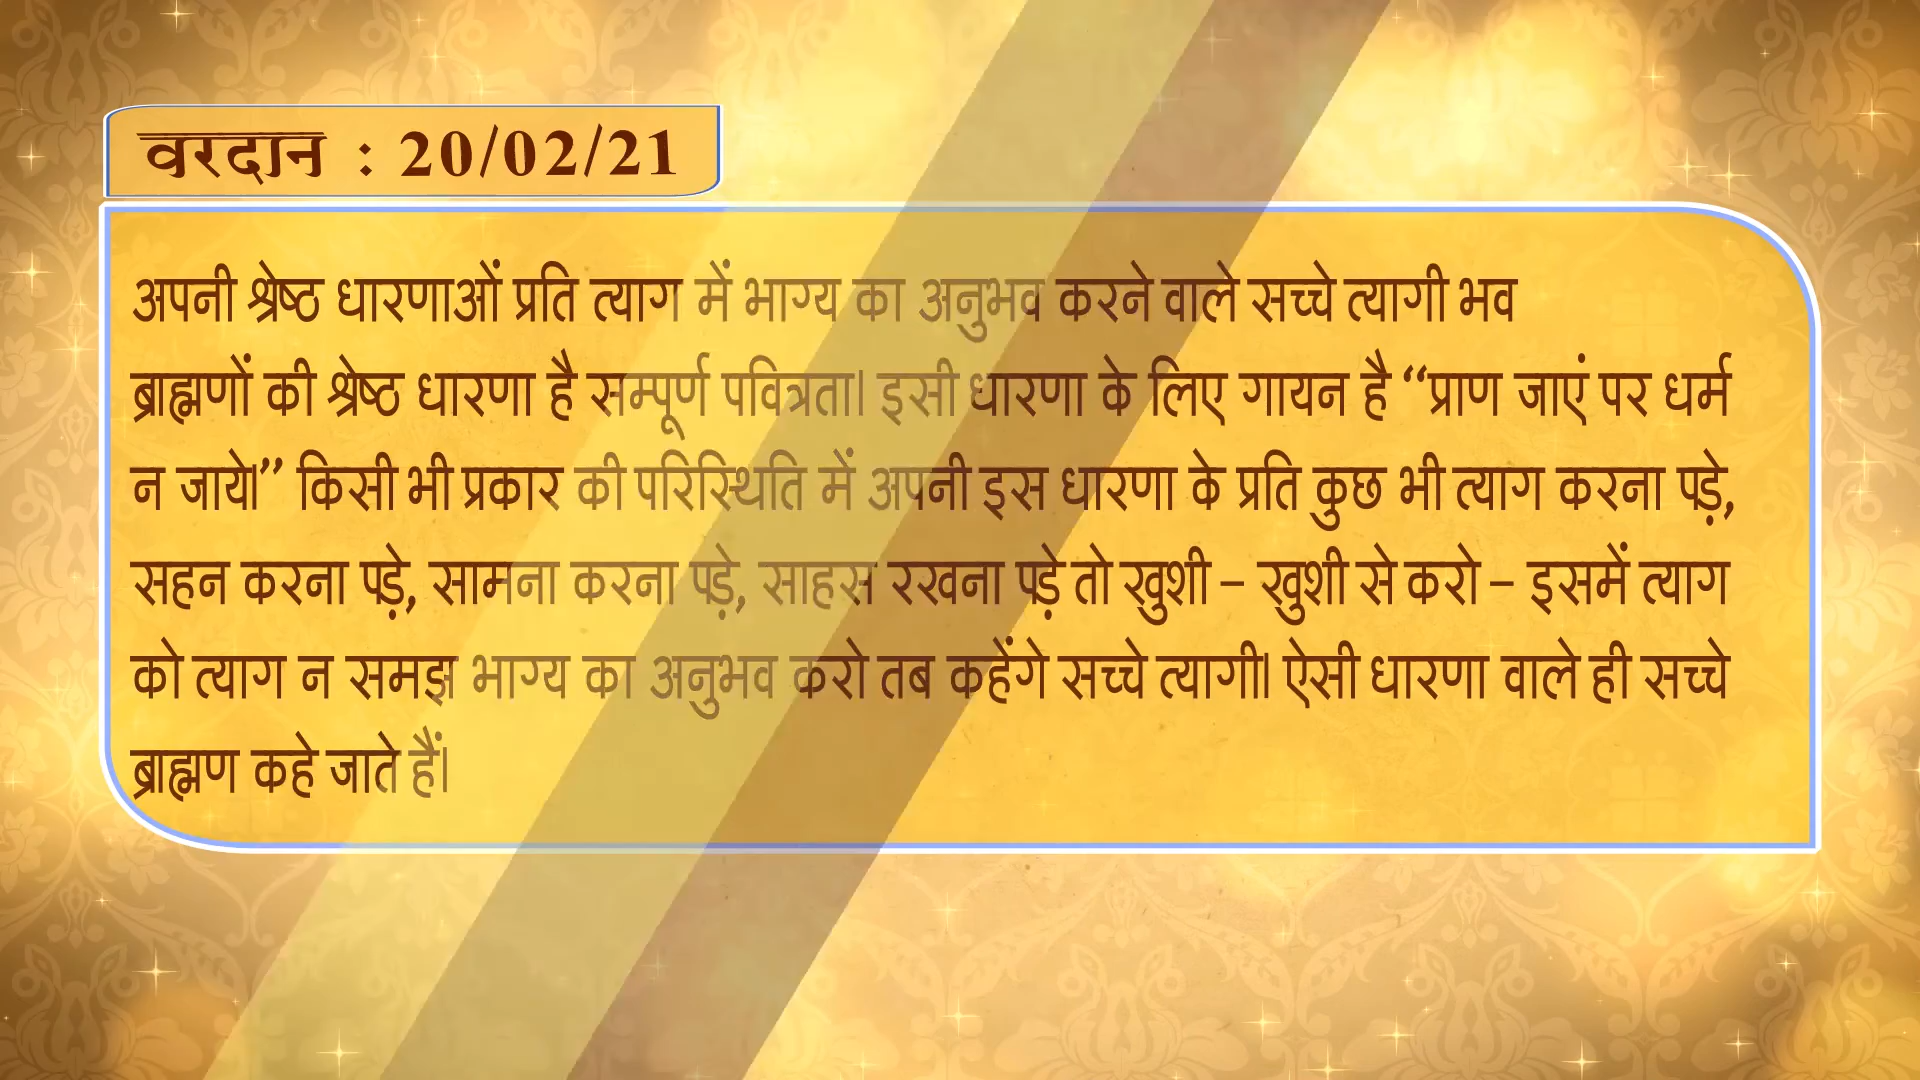 वरदान : 20/02/21
अपनी श्रेष्ठ धारणाओं प्रति त्याग में भाग्य का अनुभव करने वाले सच्चे त्यागी भव
ब्राह्मणों की श्रेष्ठ धारणा है सम्पूर्ण पवित्रता। इसी धारणा के लिए गायन है “प्राण जाएं पर धर्म
न जाये।” किसी भी प्रकार की परिस्थिति में अपनी इस धारणा के प्रति कुछ भी त्याग करना पड़े,
सहन करना पड़े, सामना करना पड़े, साहस रखना पड़े तो खुशी – खुशी से करो – इसमें त्याग
को त्याग न समझ भाग्य का अनुभव करो तब कहेंगे सच्चे त्यागी। ऐसी धारणा वाले ही सच्चे
ब्राह्मण कहे जाते हैं।